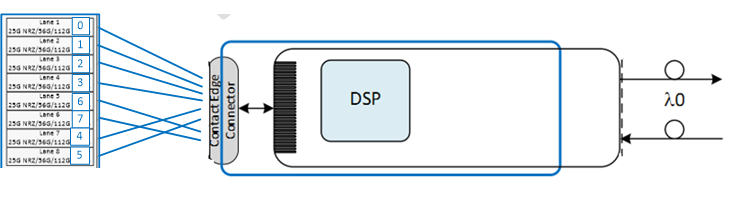 Lane 1
25G NRZ/56G/112G 0
Lane 2
25G NRZ/56G/112G 1
Lane 3
25G NRZ/56G/112G 2
Lane 4
25G NRZ/56G/112G 3
Lane 5
25G NRZ/56G/112G 6
Lane 6
25G NRZ/56G/112G 7
Lane 7
25G NRZ/56G/112G 4
Lane 8
25G NRZ/56G/112G 5
Contact Edge
Connector
DSP
λ0